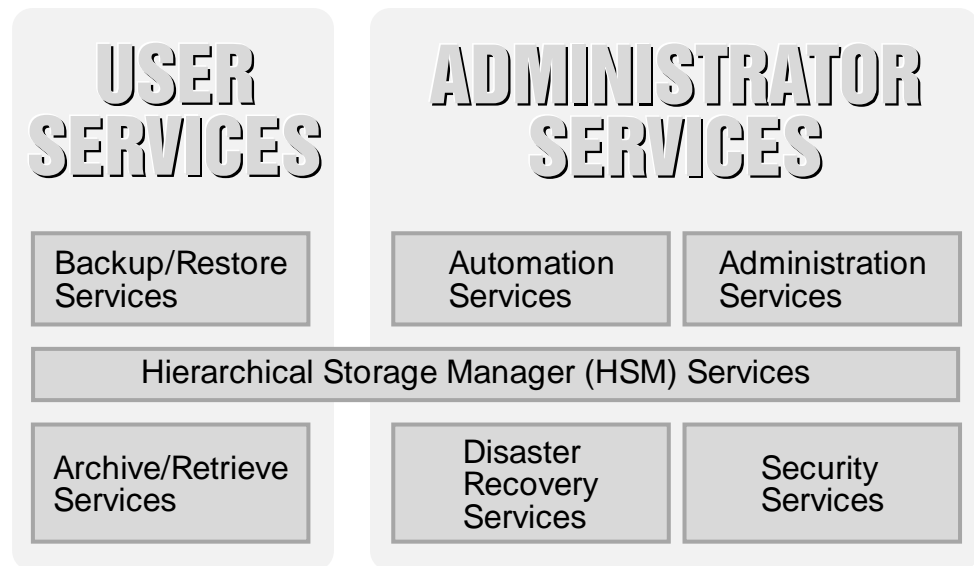 USER
SERVICES
ADMINISTRATOR
SERVICES
Backup/Restore
Services
Automation
Services
Administration
Services
Hierarchical Storage Manager (HSM) Services
Archive/Retrieve
Services
Disaster
Recovery
Services
Security
Services